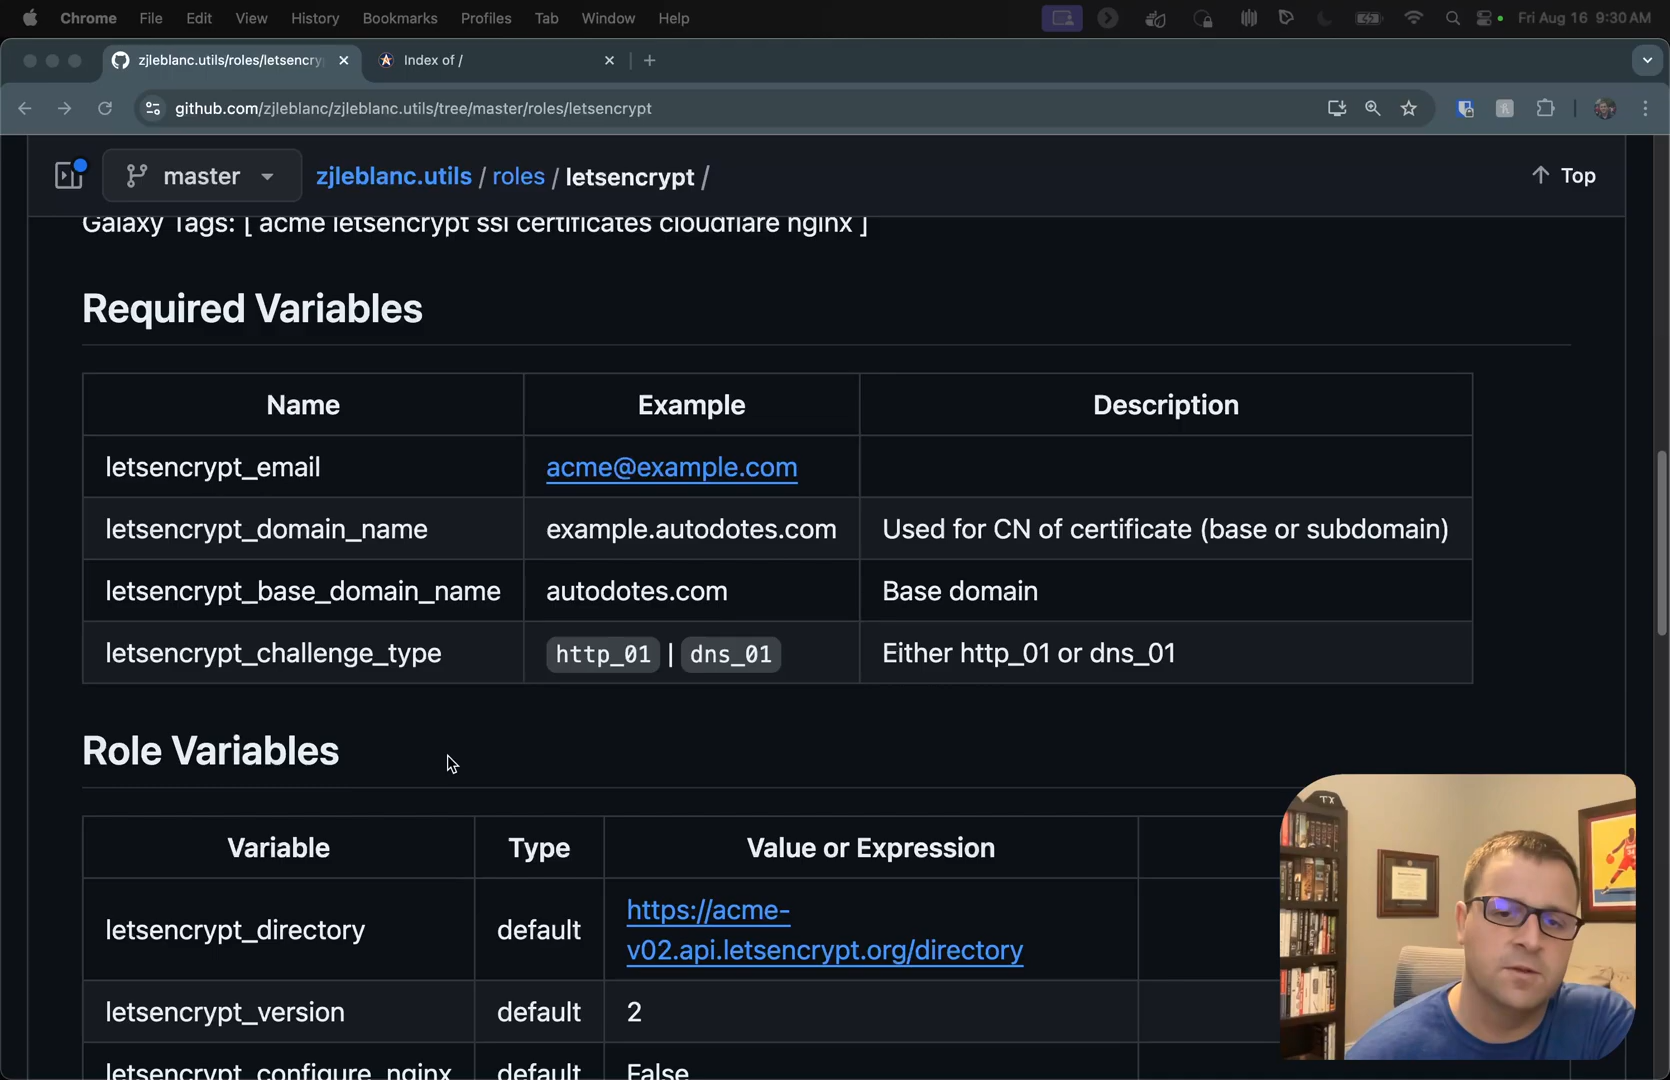 Chrome File Edit View History Bookmarks Profiles Tab Window Help Fri Aug 16 9:30 AM
zjleblanc.utils/roles/letsencry Index of /
github.com/zjleblanc/zjleblanc.utils/tree/master/roles/letsencrypt
master zjleblanc.utils / roles / letsencrypt / Top
Galaxy Tags: [ acme letsencrypt ssl certificates cloudflare nginx ]
Required Variables
Name Example Description
letsencrypt_email acme@example.com
letsencrypt_domain_name example.autodotes.com Used for CN of certificate (base or subdomain)
letsencrypt_base_domain_name autodotes.com Base domain
letsencrypt_challenge_type http_01 | dns_01 Either http_01 or dns_01
Role Variables
Variable Type Value or Expression
letsencrypt_directory default https://acme-
v02.api.letsencrypt.org/directory
letsencrypt_version default 2
letsencrypt_configure_nginx default False
TX